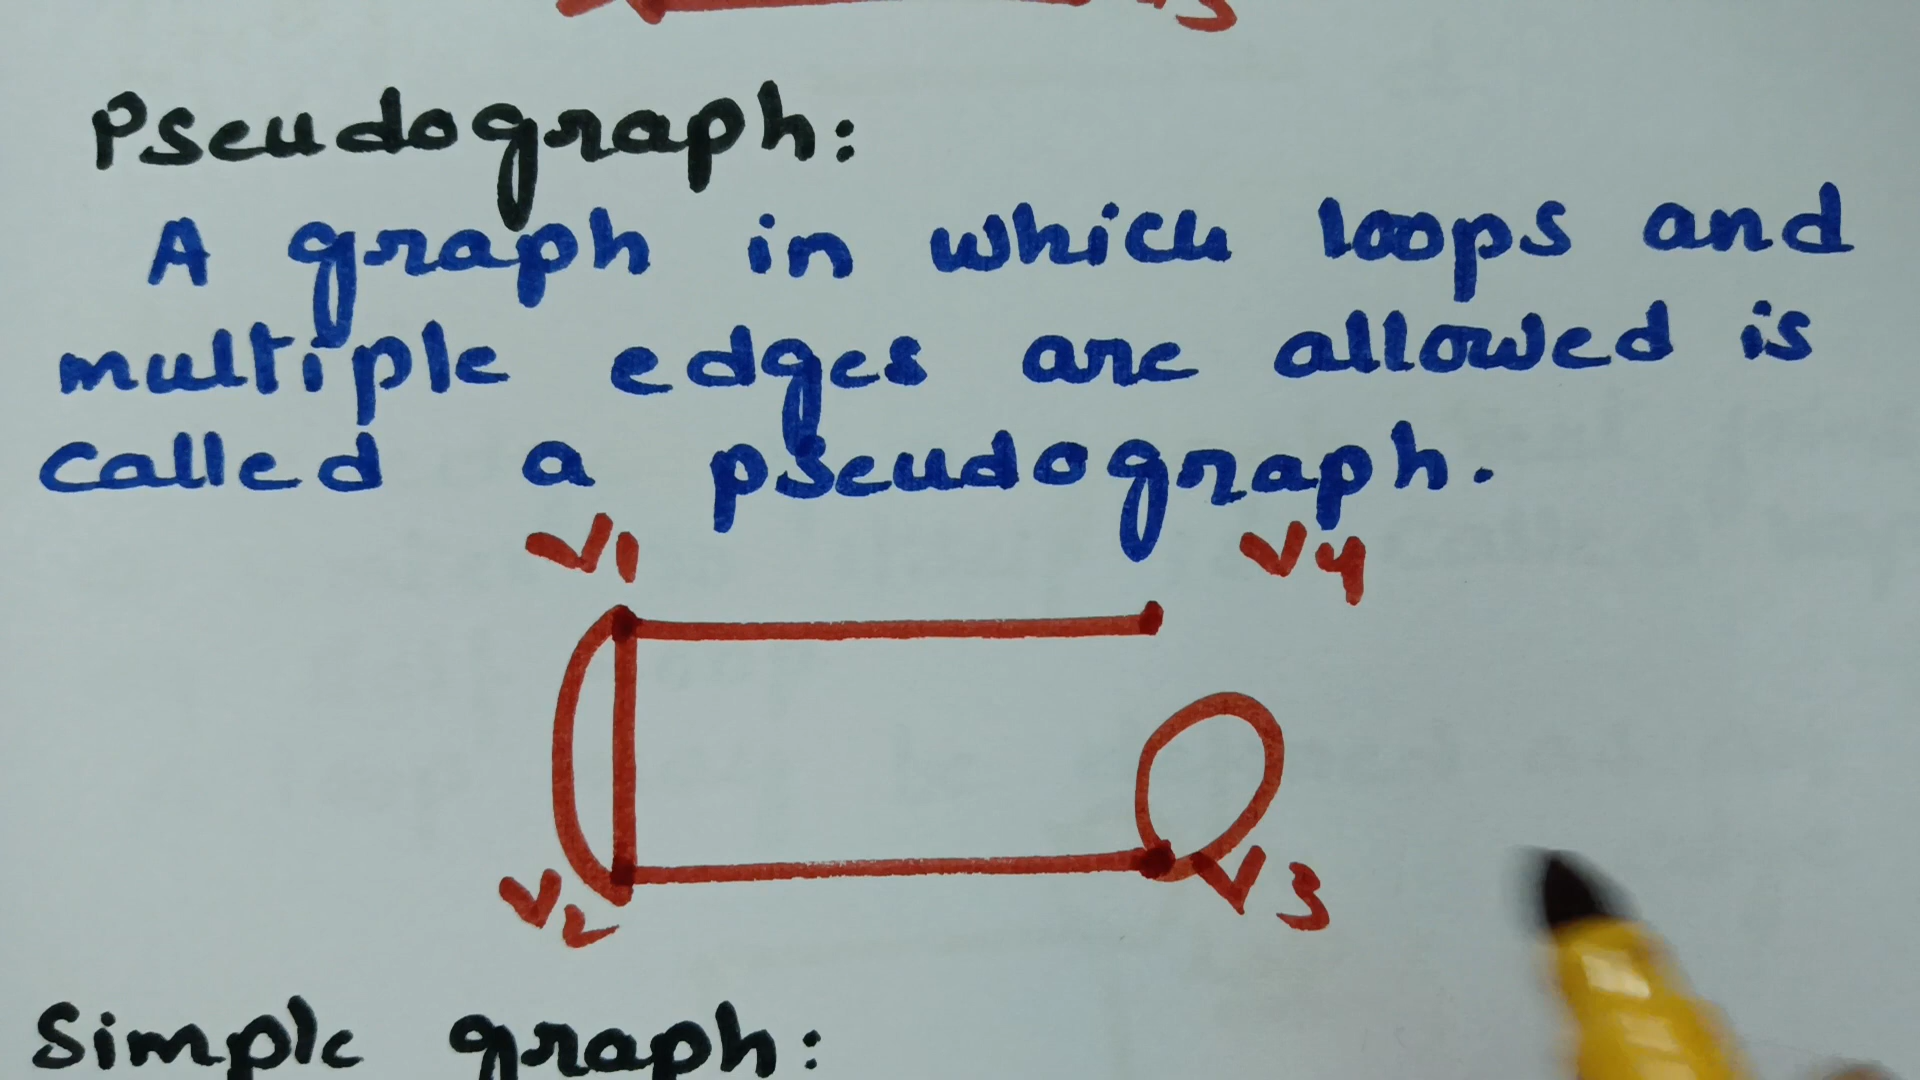 Pseudograph:
A graph in which loops and
multiple edges are allowed is
called a pseudograph.
V1 V4
V2 V3
Simple graph: